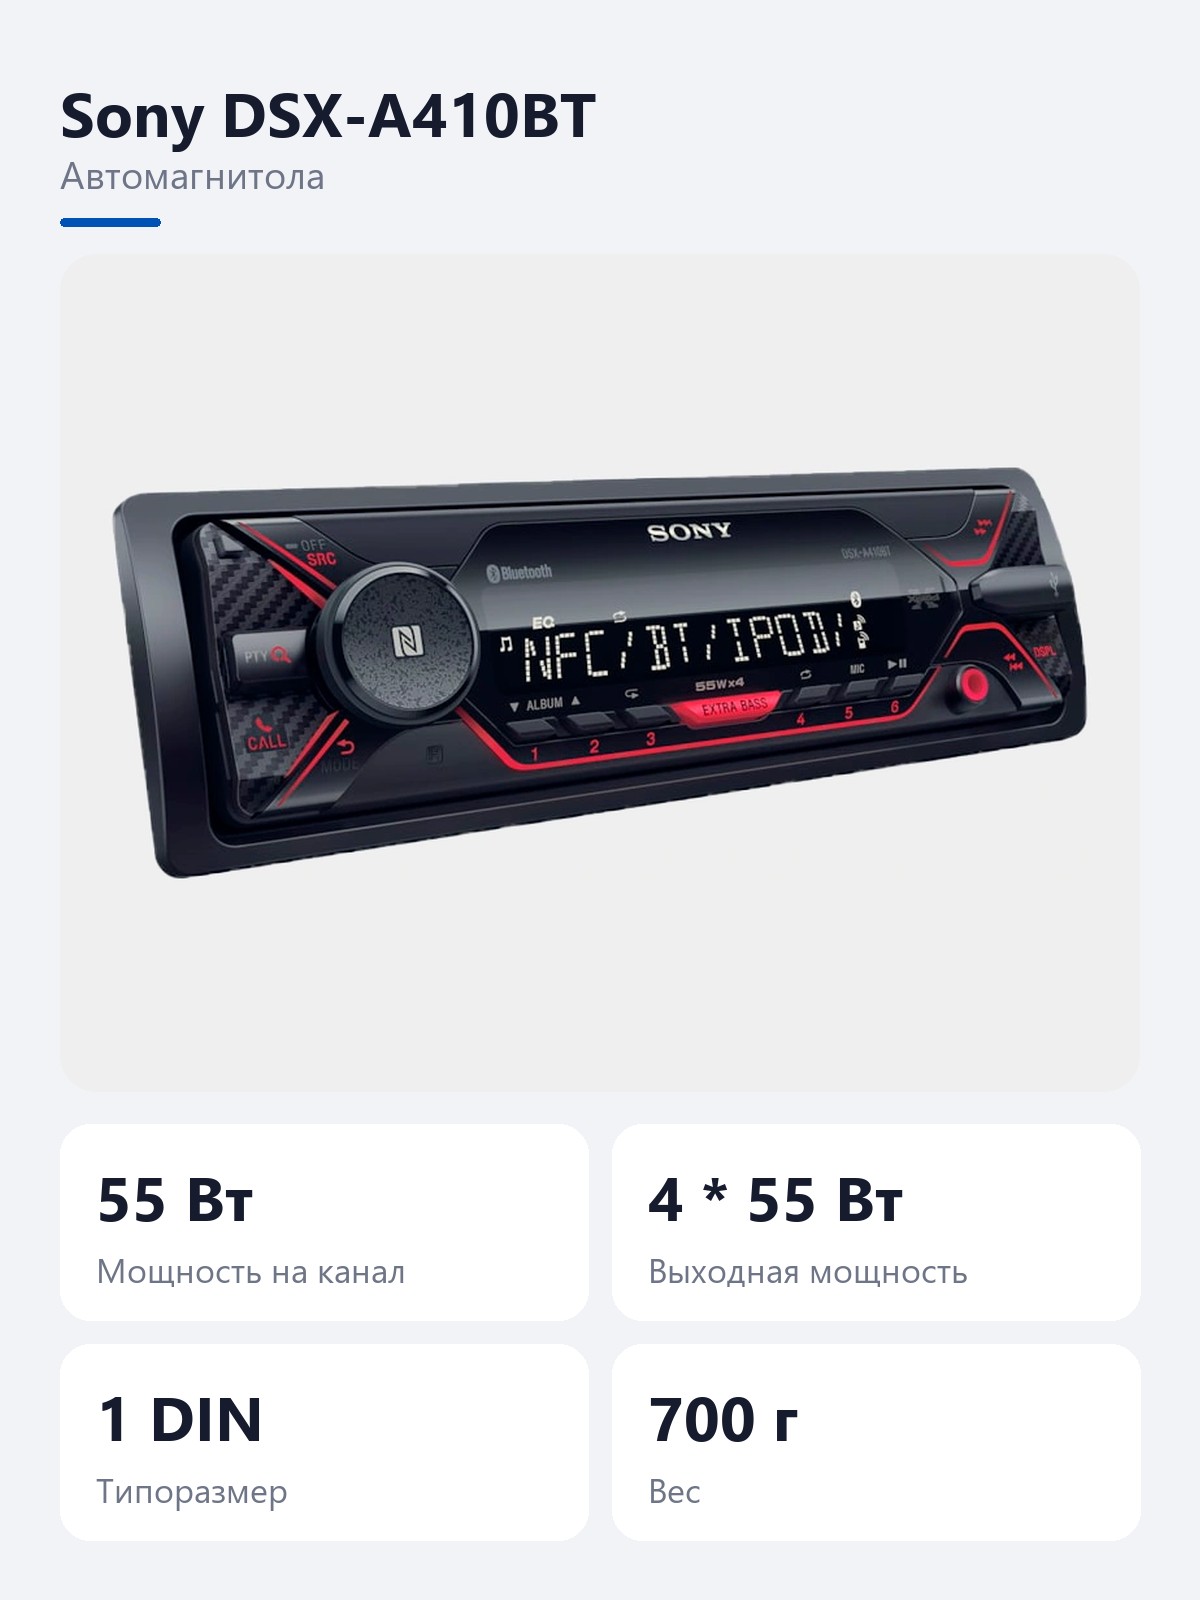 Sony DSX-A410BT
Автомагнитола
OFF
SRC
SONY
DSX-A410BT
Bluetooth
EQ
NFC/BT/IPOD/
PTY
55Wx4
MIC
▼ ALBUM ▲
EXTRA BASS
DSPL
CALL
MODE
1 2 3 4 5 6
55 Вт
Мощность на канал
4 * 55 Вт
Выходная мощность
1 DIN
Типоразмер
700 г
Вес